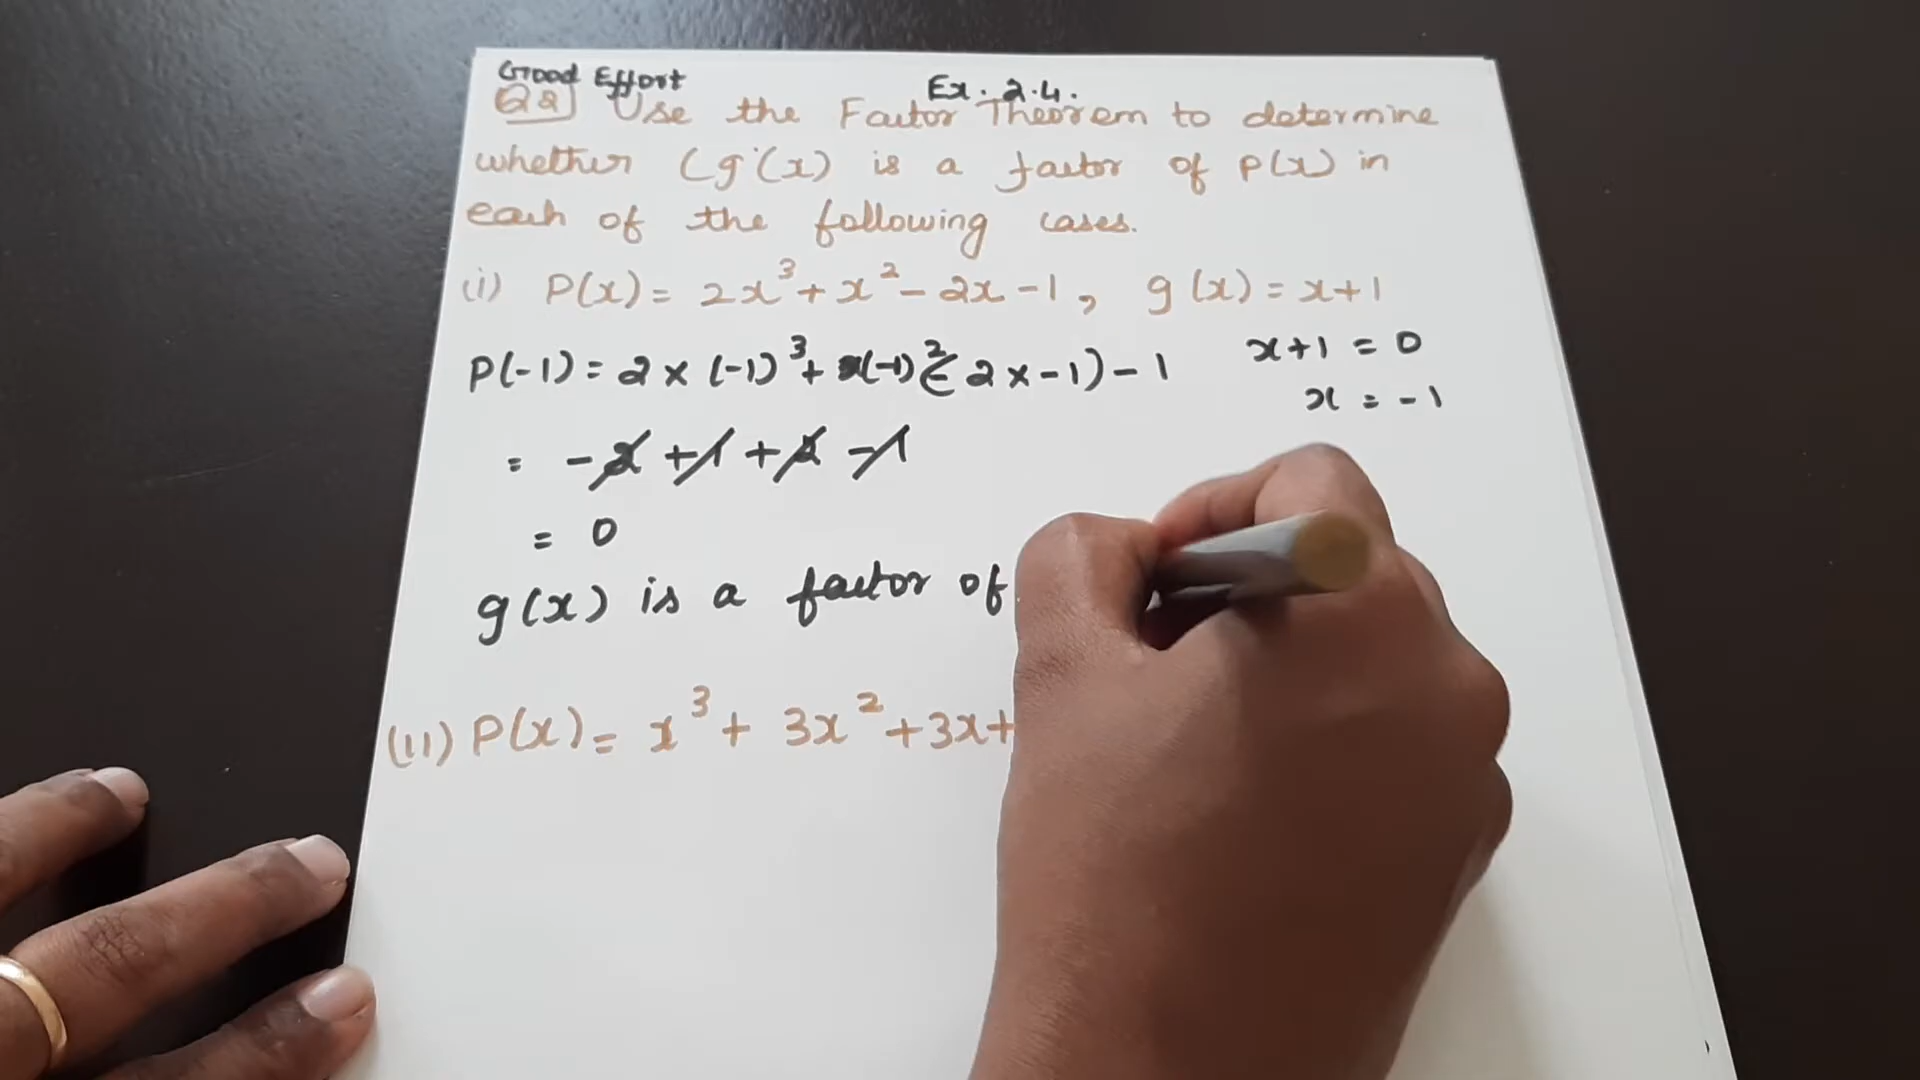 Good Effort
Ex. 2.4.
Q2) Use the Factor Theorem to determine
whether (g(x) is a factor of P(x) in
each of the following cases.
(i) P(x) = 2x³ + x² - 2x - 1, g(x) = x+1
P(-1) = 2 × (-1)³ + (-1)² (- 2 x - 1) - 1
x+1 = 0
x = -1
= - 2 + 1 + 2 - 1
= 0
g(x) is a factor of
(ii) P(x) = x³ + 3x² + 3x +